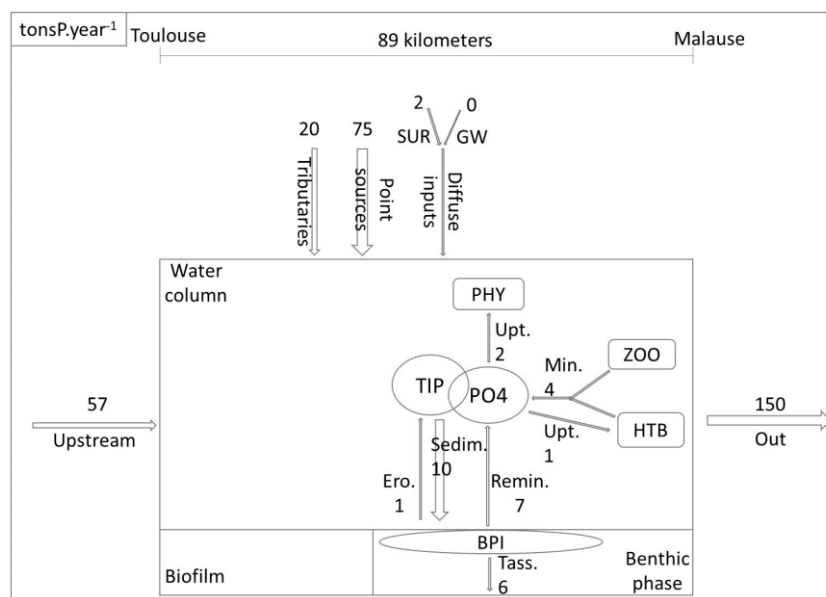 tonsP.year-1
Toulouse
89 kilometers
Malause
2
0
20
75
SUR
GW
Tributaries
Point
sources
Diffuse
inputs
Water
column
PHY
Upt.
2
ZOO
Min.
4
TIP
PO4
HTB
Upt.
1
57
Upstream
150
Out
Sedim.
10
Ero.
1
Remin.
7
BPI
Biofilm
Tass.
6
Benthic
phase